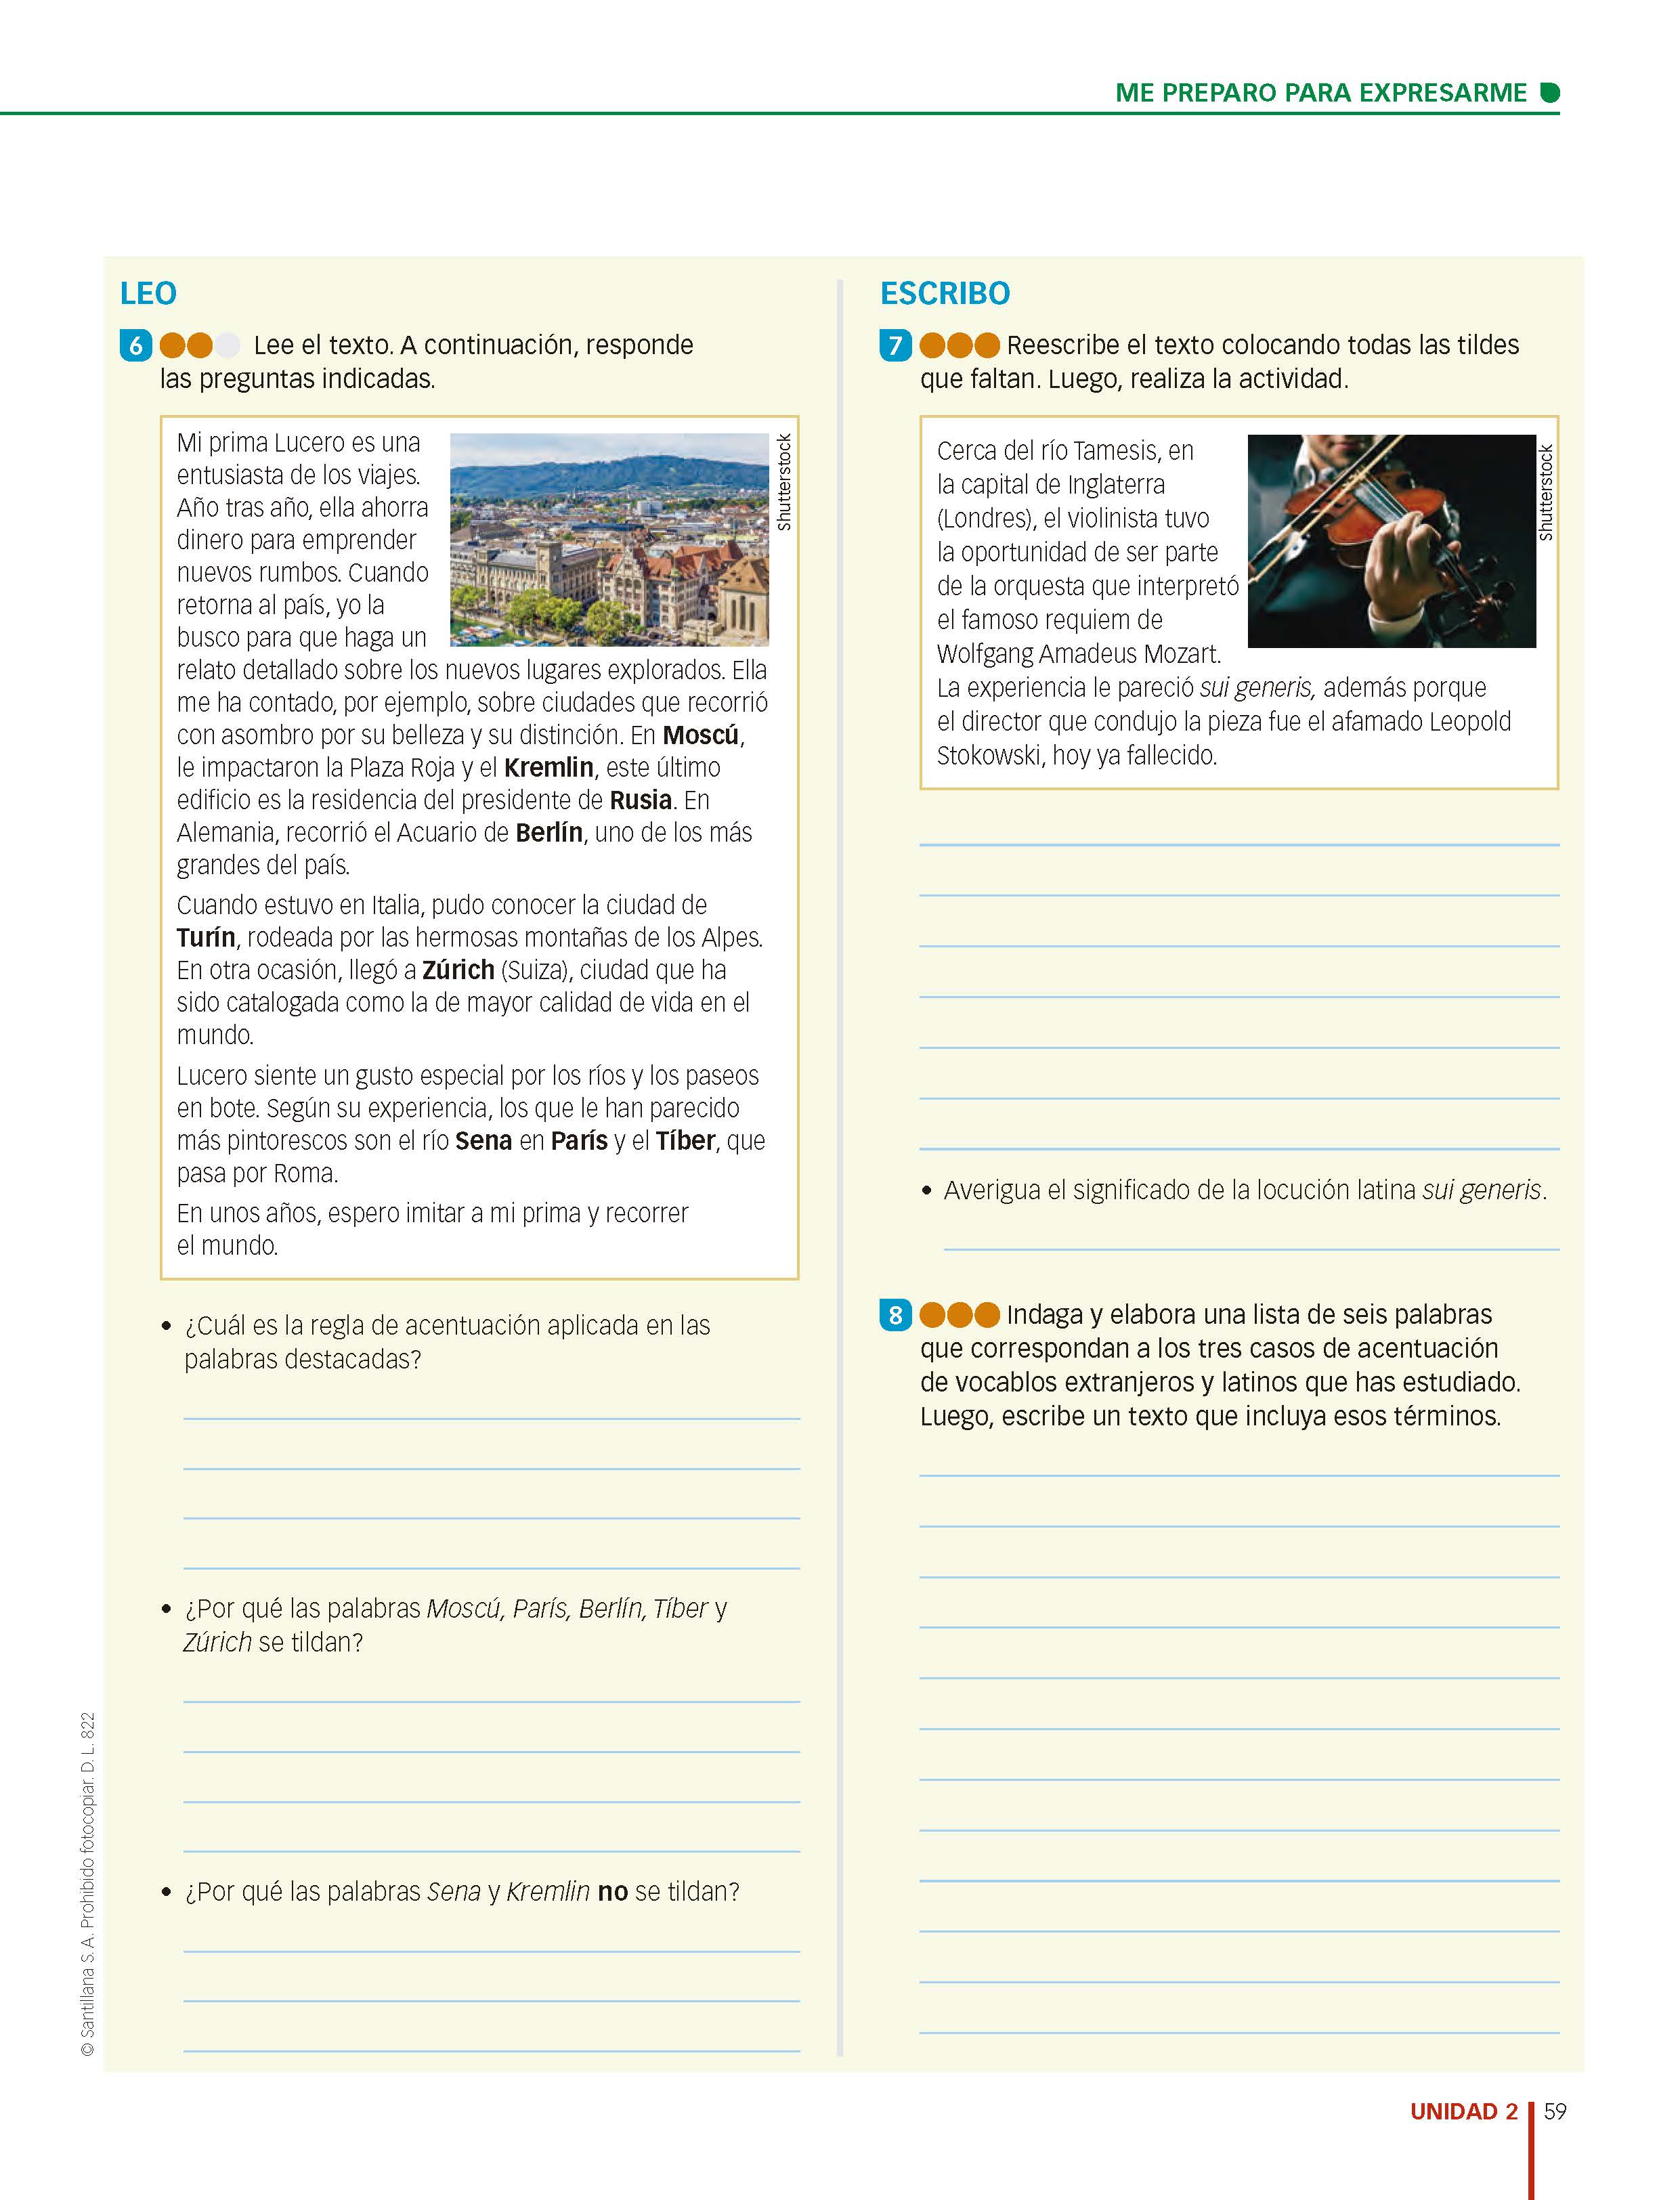 ME PREPARO PARA EXPRESARME
LEO
6 Lee el texto. A continuación, responde
las preguntas indicadas.
Mi prima Lucero es una
entusiasta de los viajes.
Año tras año, ella ahorra
dinero para emprender
nuevos rumbos. Cuando
retorna al país, yo la
busco para que haga un
relato detallado sobre los nuevos lugares explorados. Ella
me ha contado, por ejemplo, sobre ciudades que recorrió
con asombro por su belleza y su distinción. En Moscú,
le impactaron la Plaza Roja y el Kremlin, este último
edificio es la residencia del presidente de Rusia. En
Alemania, recorrió el Acuario de Berlín, uno de los más
grandes del país.
Cuando estuvo en Italia, pudo conocer la ciudad de
Turín, rodeada por las hermosas montañas de los Alpes.
En otra ocasión, llegó a Zúrich (Suiza), ciudad que ha
sido catalogada como la de mayor calidad de vida en el
mundo.
Lucero siente un gusto especial por los ríos y los paseos
en bote. Según su experiencia, los que le han parecido
más pintorescos son el río Sena en París y el Tíber, que
pasa por Roma.
En unos años, espero imitar a mi prima y recorrer
el mundo.
Shutterstock
• ¿Cuál es la regla de acentuación aplicada en las
palabras destacadas?
• ¿Por qué las palabras Moscú, París, Berlín, Tíber y
Zúrich se tildan?
• ¿Por qué las palabras Sena y Kremlin no se tildan?
ESCRIBO
7 Reescribe el texto colocando todas las tildes
que faltan. Luego, realiza la actividad.
Cerca del río Tamesis, en
la capital de Inglaterra
(Londres), el violinista tuvo
la oportunidad de ser parte
de la orquesta que interpretó
el famoso requiem de
Wolfgang Amadeus Mozart.
La experiencia le pareció sui generis, además porque
el director que condujo la pieza fue el afamado Leopold
Stokowski, hoy ya fallecido.
Shutterstock
• Averigua el significado de la locución latina sui generis.
8 Indaga y elabora una lista de seis palabras
que correspondan a los tres casos de acentuación
de vocablos extranjeros y latinos que has estudiado.
Luego, escribe un texto que incluya esos términos.
© Santillana S. A. Prohibido fotocopiar. D. L. 822
UNIDAD 2 59